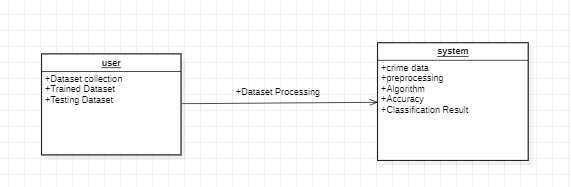 user
+Dataset collection
+Trained Dataset
+Testing Dataset
+Dataset Processing
system
+crime data
+preprocessing
+Algorithm
+Accuracy
+Classification Result